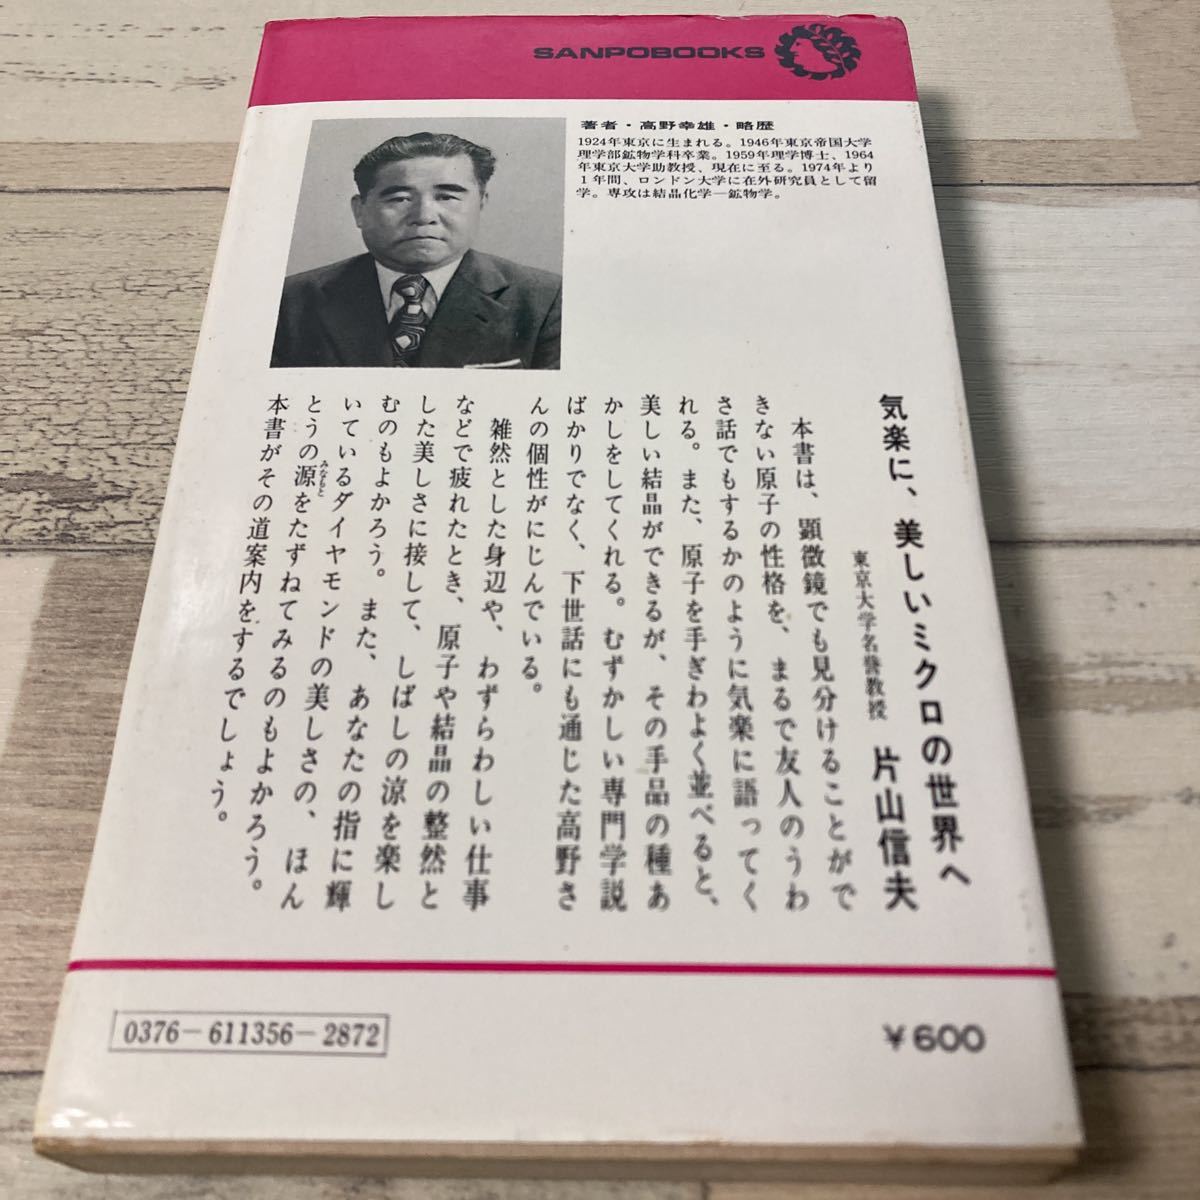 SANPOBOOKS
著者・高野幸雄・略歴
1924年東京に生まれる。1946年東京帝国大学
理学部鉱物学科卒業。1959年理学博士、1964
年東京大学助教授、現在に至る。1974年より
1年間、ロンドン大学に在外研究員として留
学。専攻は結晶化学―鉱物学。
気楽に、美しいミクロの世界へ
東京大学名誉教授 片山信夫
本書は、顕微鏡でも見分けることがで
きない原子の性格を、まるで友人のうわ
さ話でもするかのように気楽に語ってく
れる。また、原子を手ぎわよく並べると、
美しい結晶ができるが、その手品の種あ
かしをしてくれる。むずかしい専門学説
ばかりでなく、下世話にも通じた高野さ
んの個性がにじんでいる。
雑然とした身辺や、わずらわしい仕事
などで疲れたとき、原子や結晶の整然と
した美しさに接して、しばしの涼を楽し
むのもよかろう。また、あなたの指に輝
いているダイヤモンドの美しさの、ほん
とうの源をたずねてみるのもよかろう。
みなもと
本書がその道案内をするでしょう。
0376-611356-2872
¥600